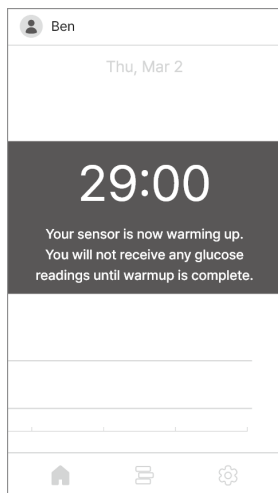 Ben
Thu, Mar 2
29:00
Your sensor is now warming up.
You will not receive any glucose
readings until warmup is complete.